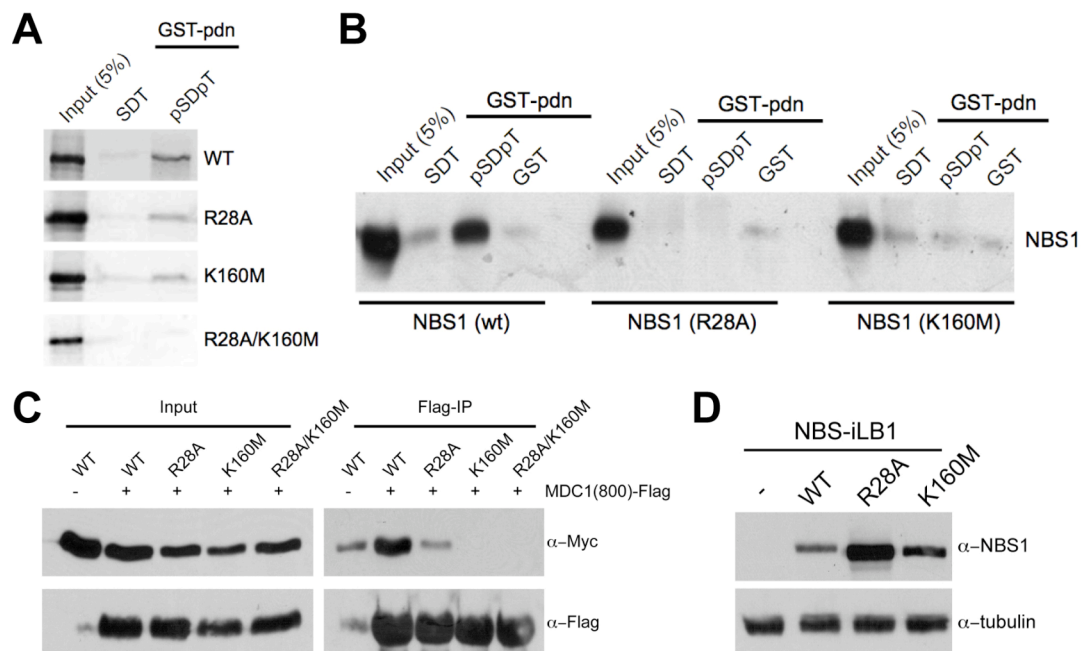 A
GST-pdn
Input (5%)
SDT
pSDpT
WT
R28A
K160M
R28A/K160M
B
GST-pdn
GST-pdn
GST-pdn
Input (5%)
SDT
pSDpT
GST
Input (5%)
SDT
pSDpT
GST
Input (5%)
SDT
pSDpT
GST
NBS1
NBS1 (wt)
NBS1 (R28A)
NBS1 (K160M)
C
Input
Flag-IP
WT
WT
R28A
K160M
R28A/K160M
WT
WT
R28A
K160M
R28A/K160M
- + + + + - + + + + MDC1(800)-Flag
α–Myc
α–Flag
D
NBS-iLB1
-
WT
R28A
K160M
α–NBS1
α–tubulin